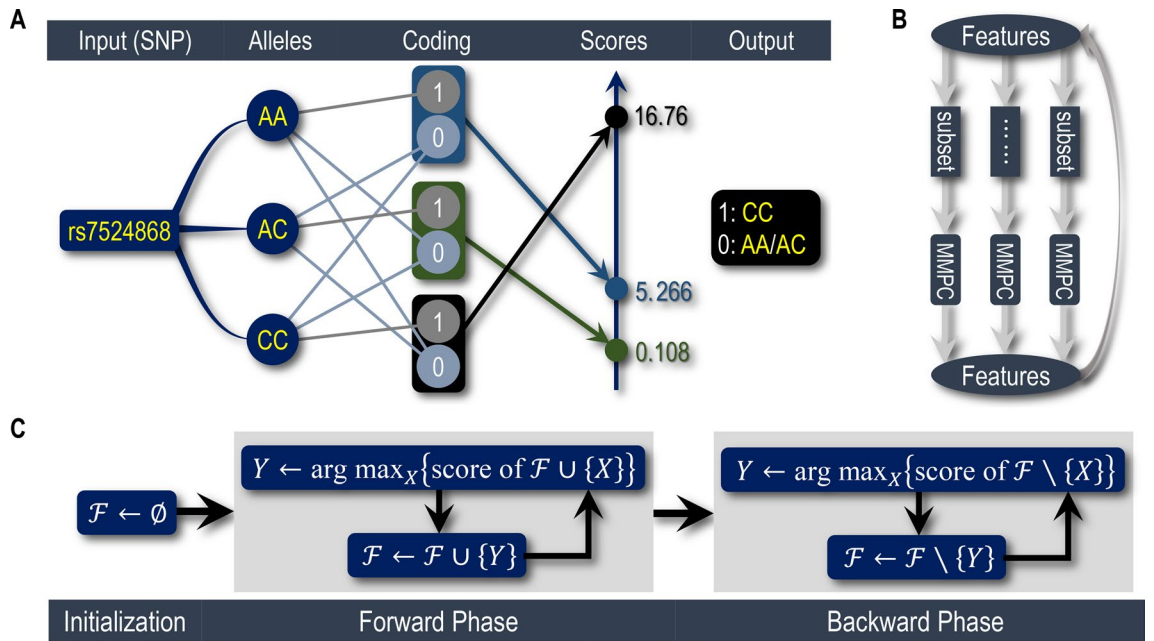 A
Input (SNP) Alleles Coding Scores Output
rs7524868
AA
AC
CC
1
0
1
0
1
0
16.76
5.266
0.108
1: CC
0: AA/AC
B
Features
subset
......
subset
MMPC
MMPC
MMPC
Features
C
ℱ ← ∅
Y ← arg max_X{score of ℱ ∪ {X}}
ℱ ← ℱ ∪ {Y}
Y ← arg max_X{score of ℱ \ {X}}
ℱ ← ℱ \ {Y}
Initialization Forward Phase Backward Phase